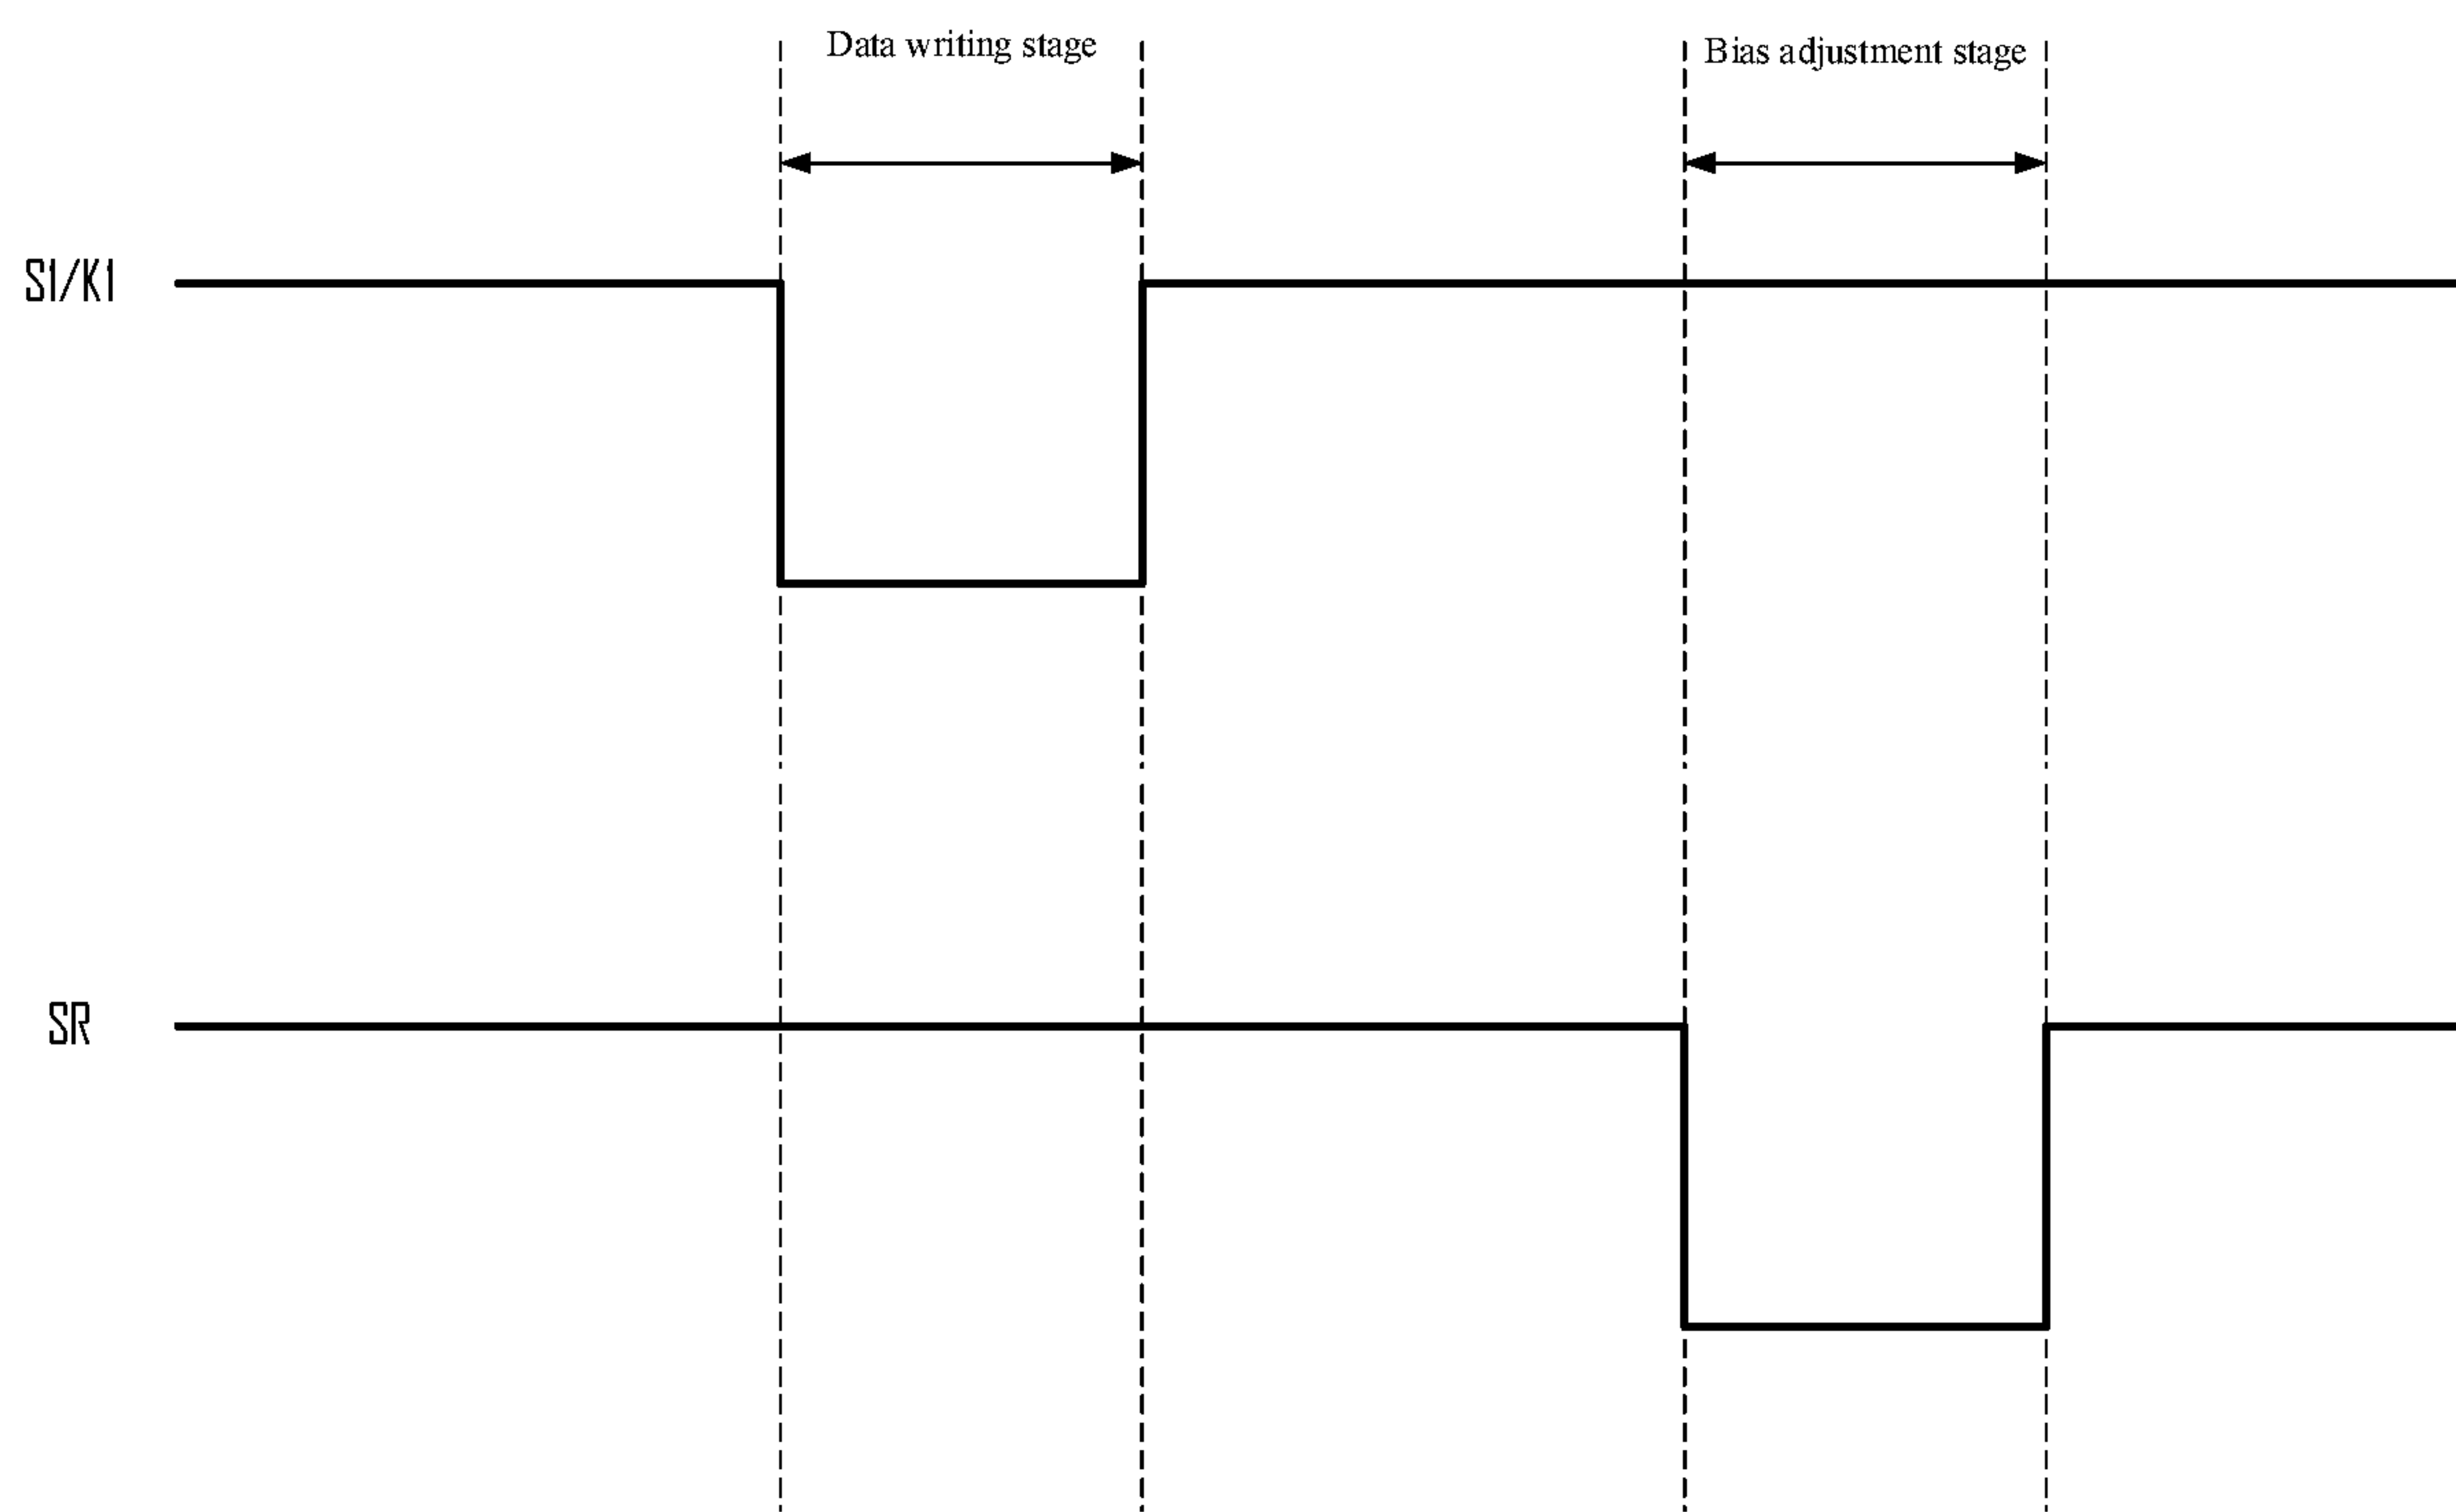 Data writing stage
Bias adjustment stage
S1/K1
SR